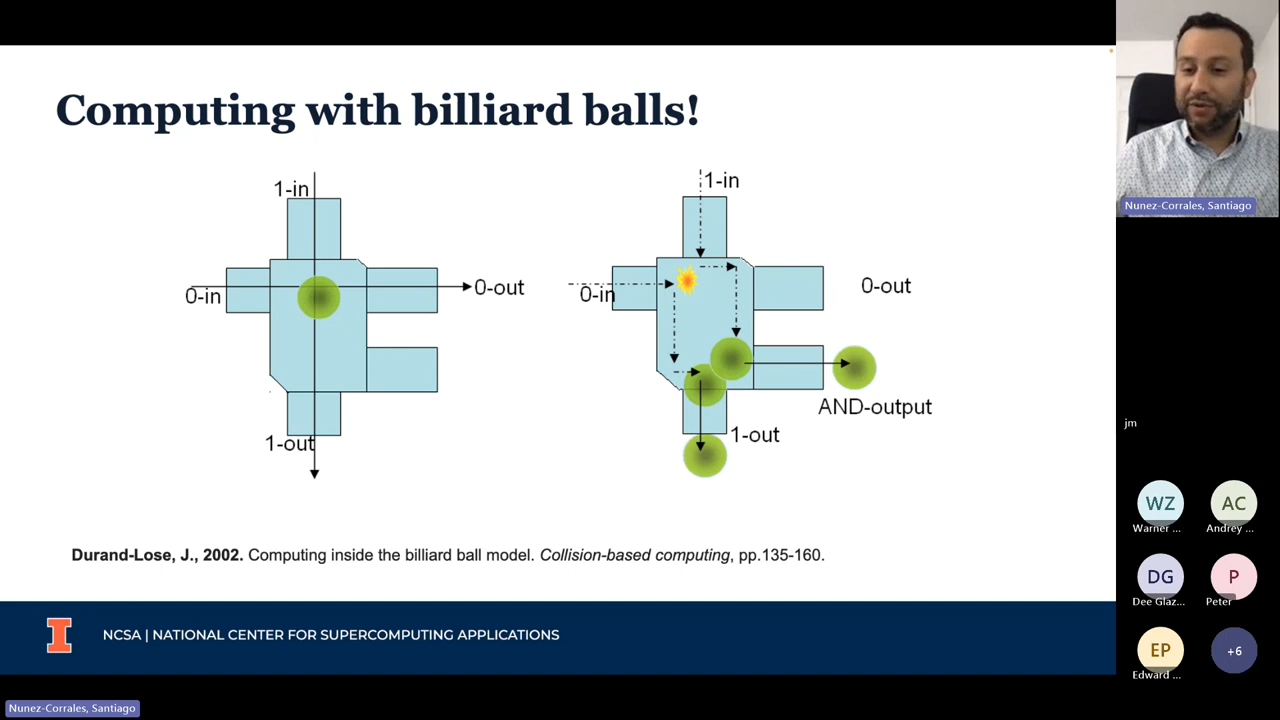 Computing with billiard balls!
1-in
0-in
0-out
1-out
1-in
0-in
0-out
AND-output
1-out
Durand-Lose, J., 2002. Computing inside the billiard ball model. Collision-based computing, pp.135-160.
I
NCSA | NATIONAL CENTER FOR SUPERCOMPUTING APPLICATIONS
Nunez-Corrales, Santiago
jm
WZ
Warner ...
AC
Andrey ...
DG
Dee Glaz...
P
Peter
EP
Edward ...
+6
Nunez-Corrales, Santiago